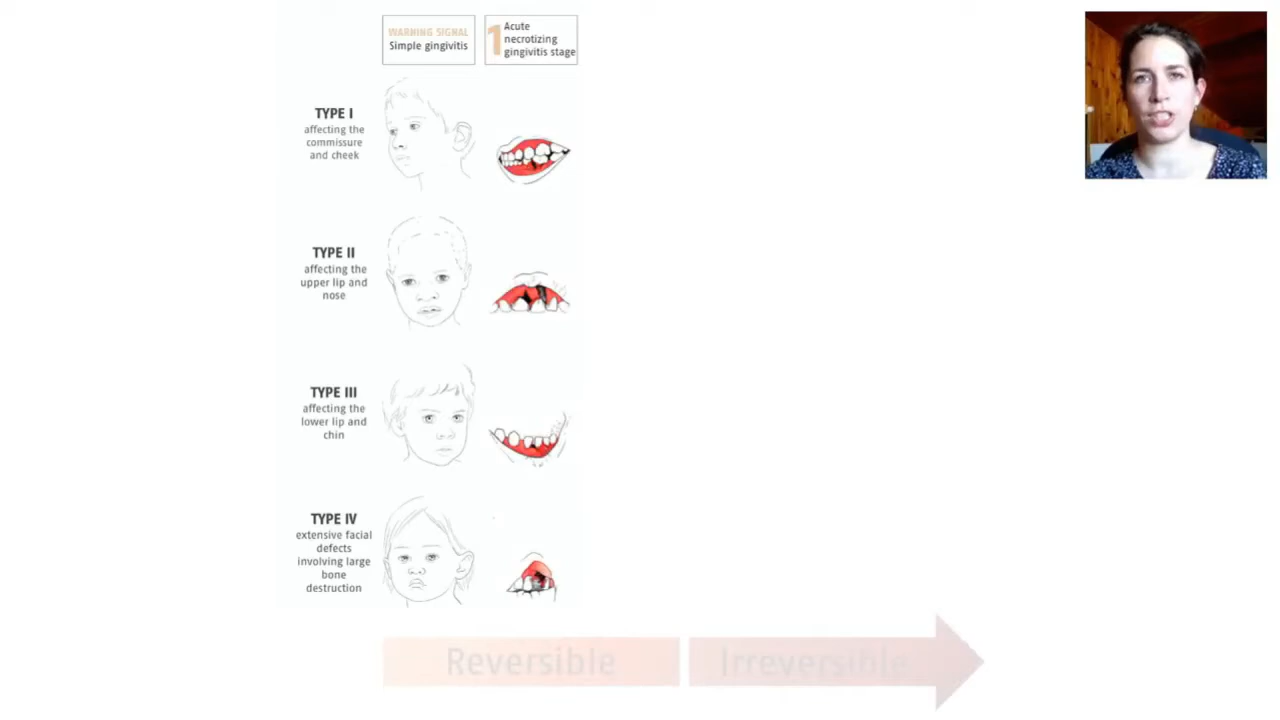 WARNING SIGNAL
Simple gingivitis
1
Acute
necrotizing
gingivitis stage
TYPE I
affecting the
commissure
and cheek
TYPE II
affecting the
upper lip and
nose
TYPE III
affecting the
lower lip and
chin
TYPE IV
extensive facial
defects
involving large
bone
destruction
Reversible
Irreversible